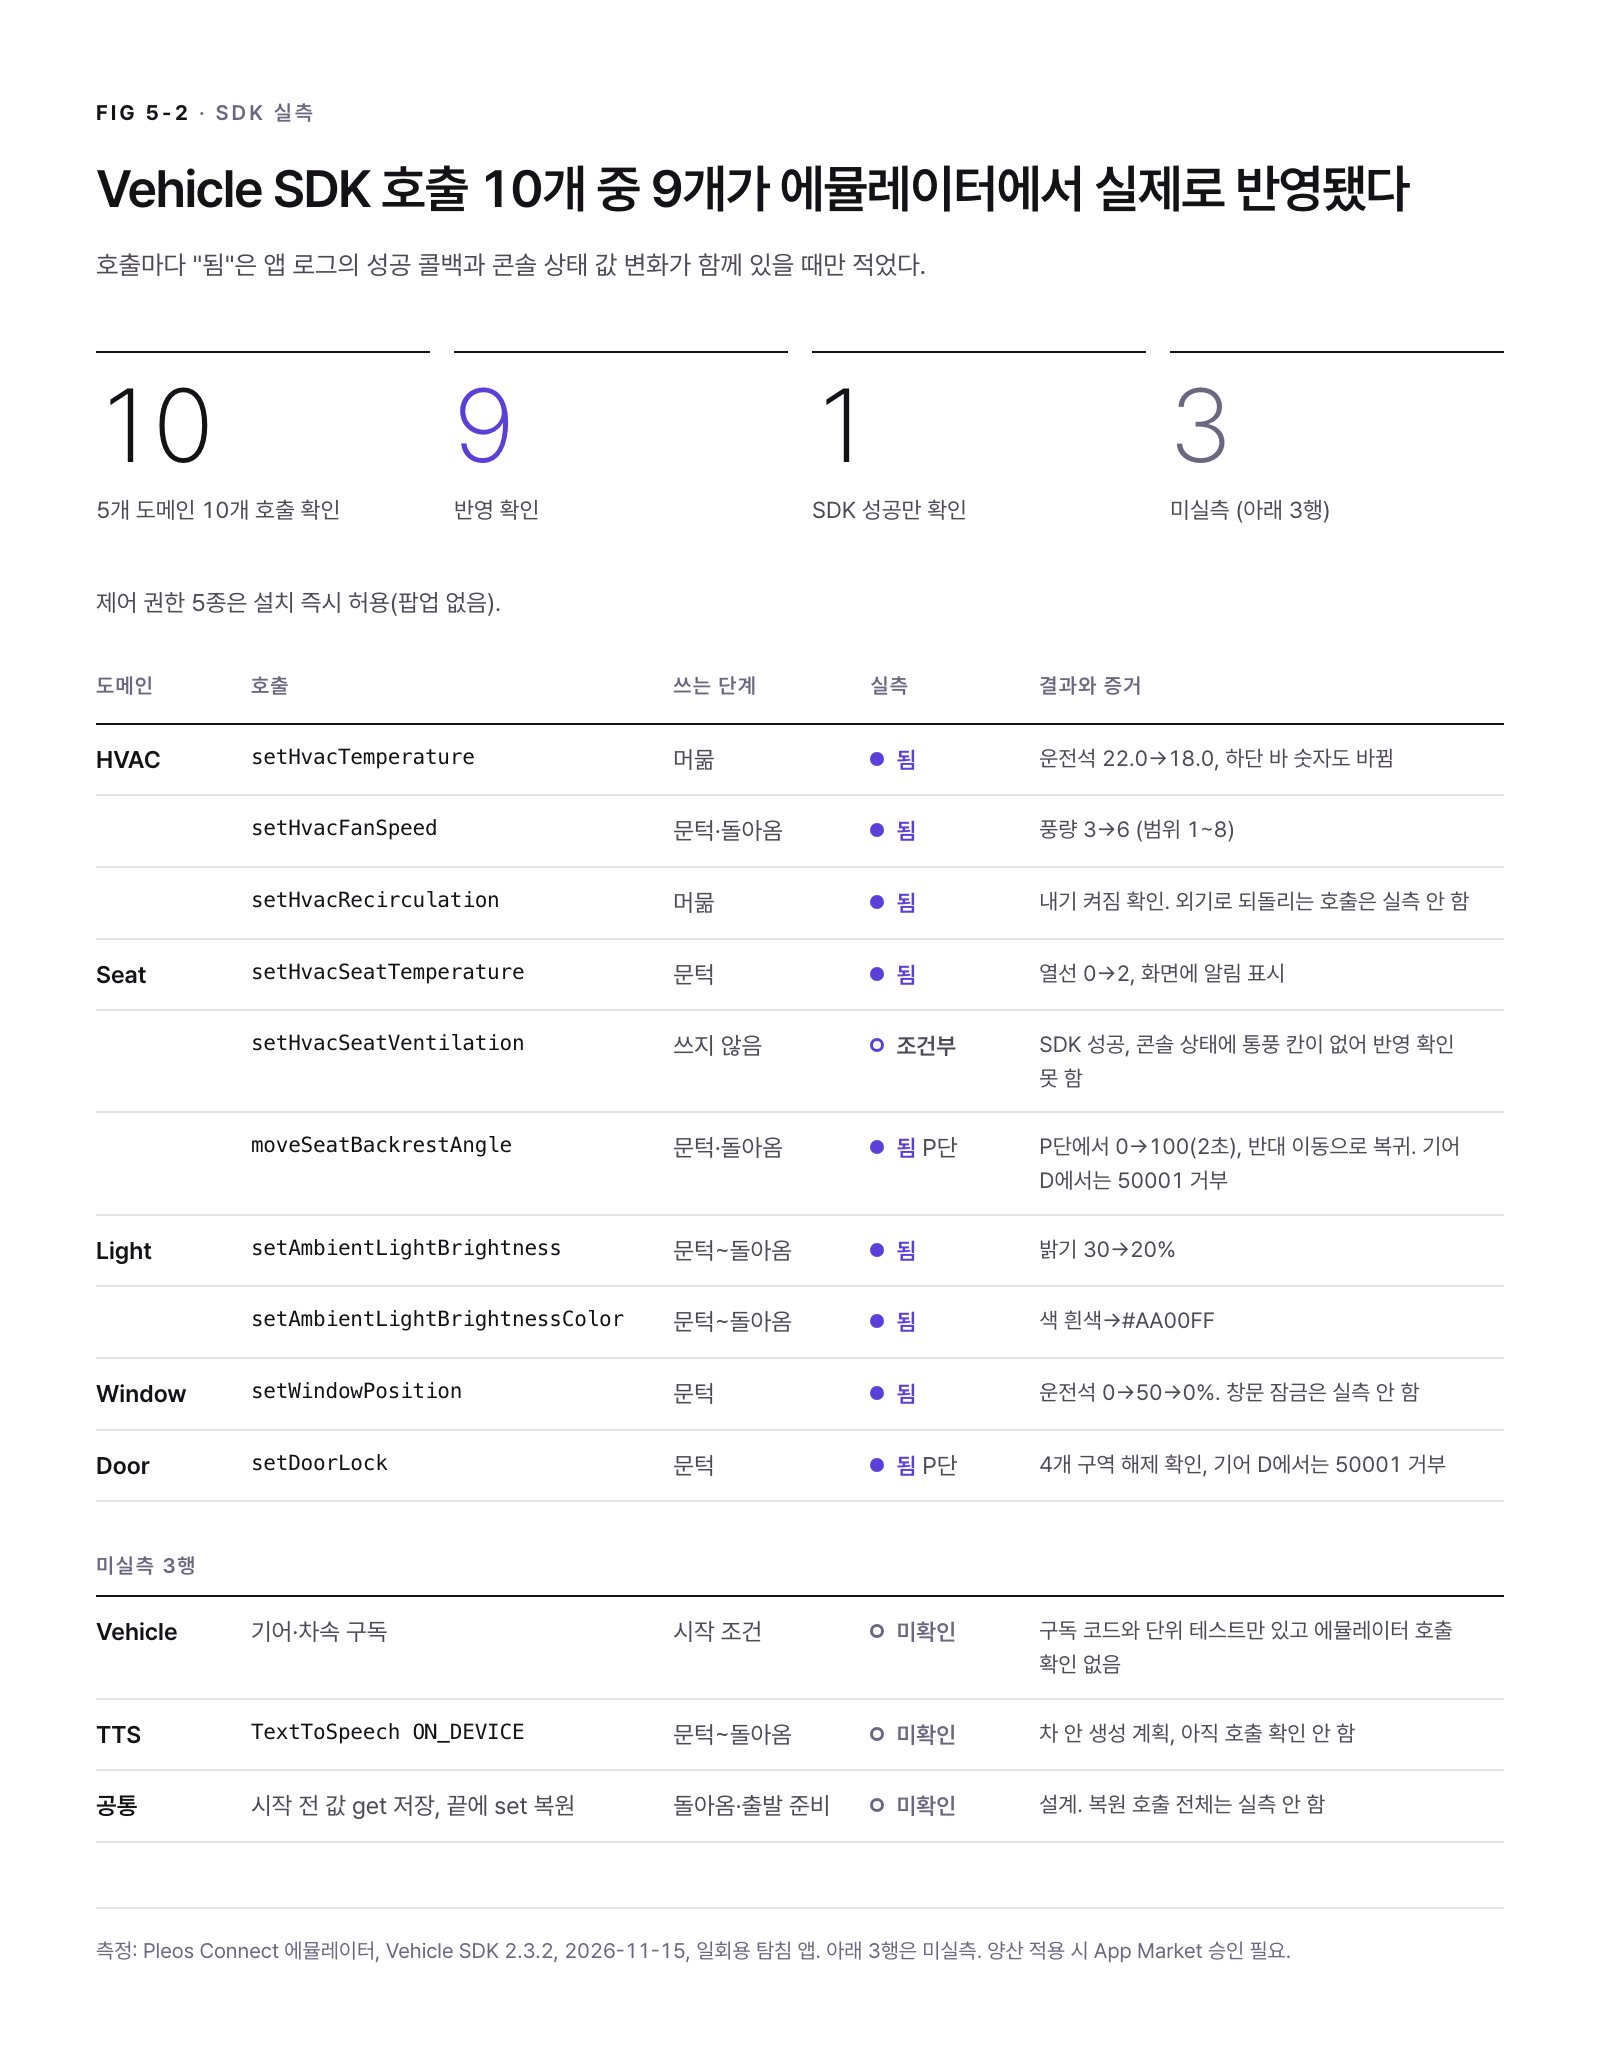 FIG 5-2 · SDK 실측
Vehicle SDK 호출 10개 중 9개가 에뮬레이터에서 실제로 반영됐다
호출마다 "됨"은 앱 로그의 성공 콜백과 콘솔 상태 값 변화가 함께 있을 때만 적었다.
10
5개 도메인 10개 호출 확인
9
반영 확인
1
SDK 성공만 확인
3
미실측 (아래 3행)
제어 권한 5종은 설치 즉시 허용(팝업 없음).
도메인 호출 쓰는 단계 실측 결과와 증거
HVAC setHvacTemperature 머묾 됨 운전석 22.0→18.0, 하단 바 숫자도 바뀜
setHvacFanSpeed 문턱·돌아옴 됨 풍량 3→6 (범위 1~8)
setHvacRecirculation 머묾 됨 내기 켜짐 확인. 외기로 되돌리는 호출은 실측 안 함
Seat setHvacSeatTemperature 문턱 됨 열선 0→2, 화면에 알림 표시
setHvacSeatVentilation 쓰지 않음 조건부 SDK 성공, 콘솔 상태에 통풍 칸이 없어 반영 확인
못 함
moveSeatBackrestAngle 문턱·돌아옴 됨 P단 P단에서 0→100(2초), 반대 이동으로 복귀. 기어
D에서는 50001 거부
Light setAmbientLightBrightness 문턱~돌아옴 됨 밝기 30→20%
setAmbientLightBrightnessColor 문턱~돌아옴 됨 색 흰색→#AA00FF
Window setWindowPosition 문턱 됨 운전석 0→50→0%. 창문 잠금은 실측 안 함
Door setDoorLock 문턱 됨 P단 4개 구역 해제 확인, 기어 D에서는 50001 거부
미실측 3행
Vehicle 기어·차속 구독 시작 조건 미확인 구독 코드와 단위 테스트만 있고 에뮬레이터 호출
확인 없음
TTS TextToSpeech ON_DEVICE 문턱~돌아옴 미확인 차 안 생성 계획, 아직 호출 확인 안 함
공통 시작 전 값 get 저장, 끝에 set 복원 돌아옴·출발 준비 미확인 설계. 복원 호출 전체는 실측 안 함
측정: Pleos Connect 에뮬레이터, Vehicle SDK 2.3.2, 2026-11-15, 일회용 탐침 앱. 아래 3행은 미실측. 양산 적용 시 App Market 승인 필요.